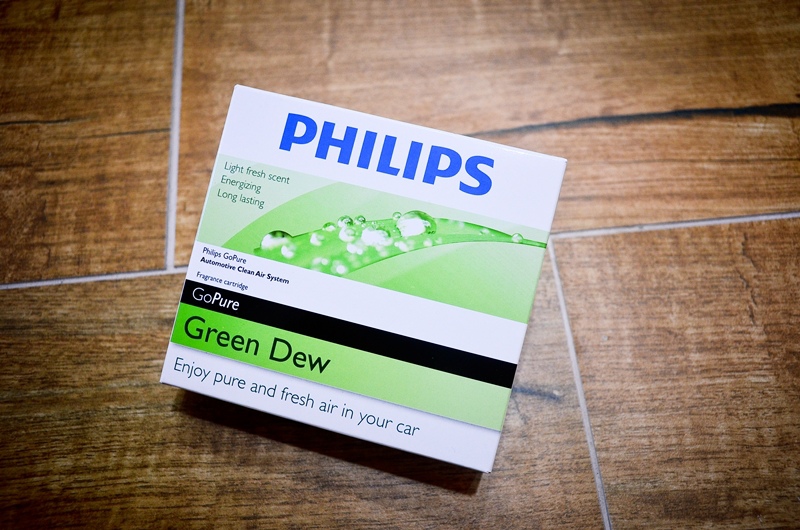 PHILIPS
Light fresh scent
Energizing
Long lasting
Philips GoPure
Automotive Clean Air System
Fragrance cartridge
GoPure
Green Dew
Enjoy pure and fresh air in your car